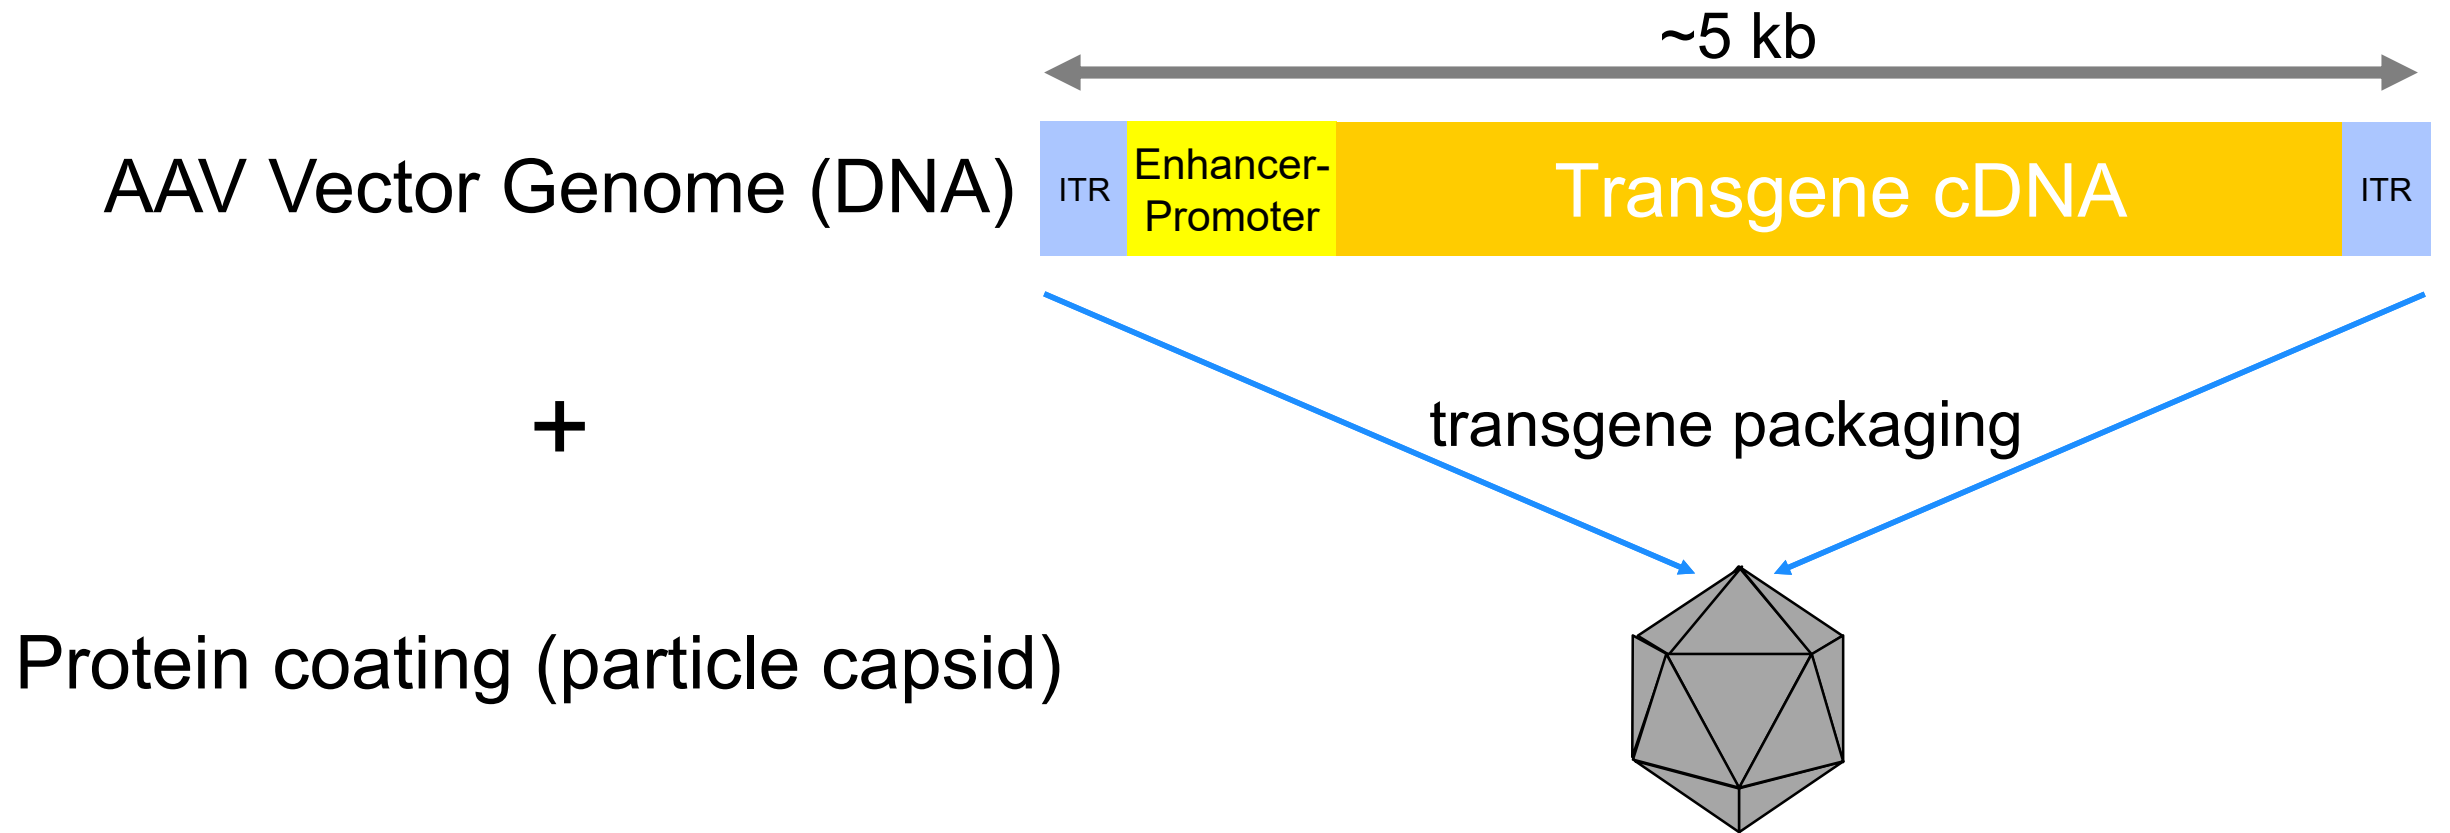 ~5 kb
AAV Vector Genome (DNA)
ITR
Enhancer-
Promoter
Transgene cDNA
ITR
+
transgene packaging
Protein coating (particle capsid)